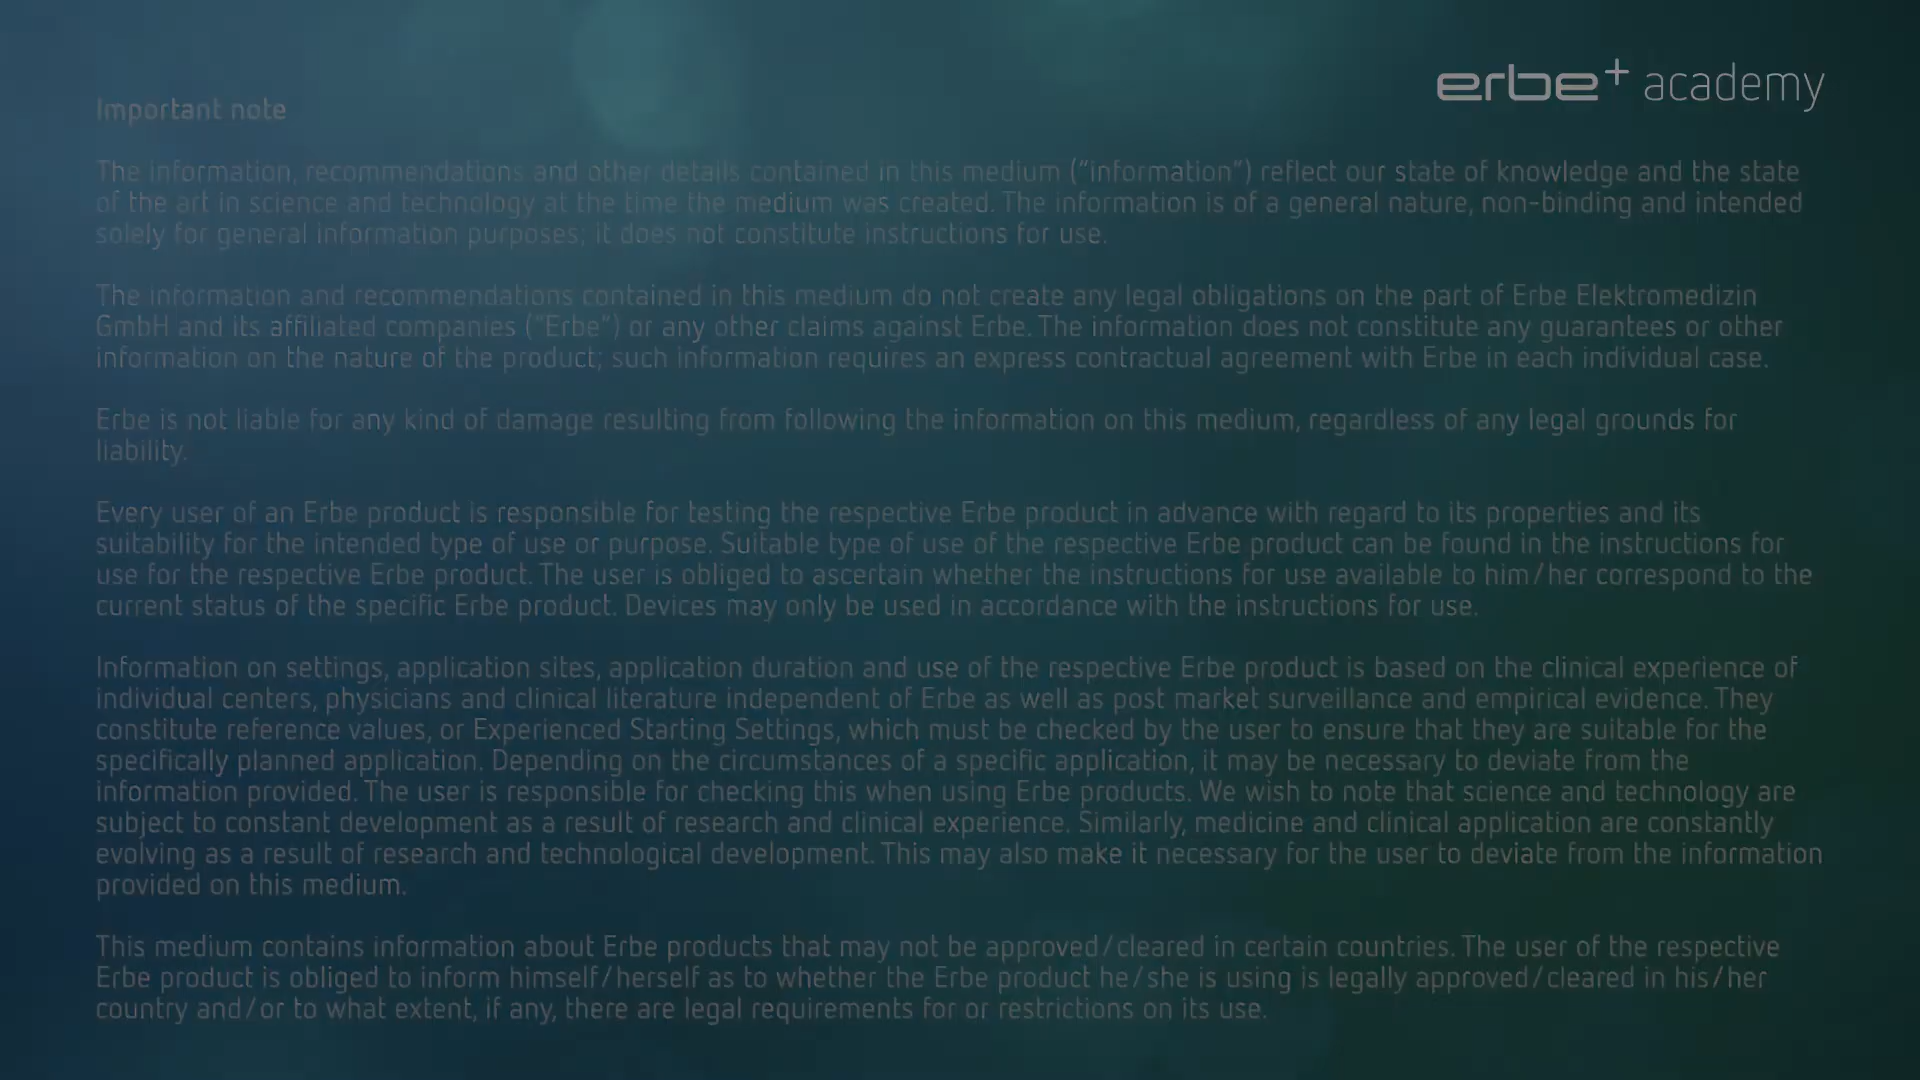 erbe+ academy
Important note
The information, recommendations and other details contained in this medium (“information”) reflect our state of knowledge and the state
of the art in science and technology at the time the medium was created. The information is of a general nature, non-binding and intended
solely for general information purposes; it does not constitute instructions for use.
The information and recommendations contained in this medium do not create any legal obligations on the part of Erbe Elektromedizin
GmbH and its affiliated companies (“Erbe”) or any other claims against Erbe. The information does not constitute any guarantees or other
information on the nature of the product; such information requires an express contractual agreement with Erbe in each individual case.
Erbe is not liable for any kind of damage resulting from following the information on this medium, regardless of any legal grounds for
liability.
Every user of an Erbe product is responsible for testing the respective Erbe product in advance with regard to its properties and its
suitability for the intended type of use or purpose. Suitable type of use of the respective Erbe product can be found in the instructions for
use for the respective Erbe product. The user is obliged to ascertain whether the instructions for use available to him/her correspond to the
current status of the specific Erbe product. Devices may only be used in accordance with the instructions for use.
Information on settings, application sites, application duration and use of the respective Erbe product is based on the clinical experience of
individual centers, physicians and clinical literature independent of Erbe as well as post market surveillance and empirical evidence. They
constitute reference values, or Experienced Starting Settings, which must be checked by the user to ensure that they are suitable for the
specifically planned application. Depending on the circumstances of a specific application, it may be necessary to deviate from the
information provided. The user is responsible for checking this when using Erbe products. We wish to note that science and technology are
subject to constant development as a result of research and clinical experience. Similarly, medicine and clinical application are constantly
evolving as a result of research and technological development. This may also make it necessary for the user to deviate from the information
provided on this medium.
This medium contains information about Erbe products that may not be approved/cleared in certain countries. The user of the respective
Erbe product is obliged to inform himself/herself as to whether the Erbe product he/she is using is legally approved/cleared in his/her
country and/or to what extent, if any, there are legal requirements for or restrictions on its use.